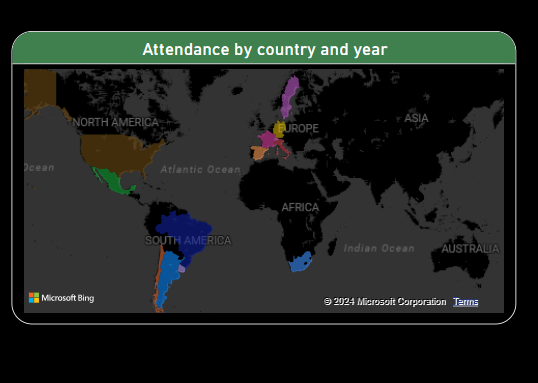 Attendance by country and year
NORTH AMERICA
EUROPE
ASIA
Ocean
Atlantic Ocean
AFRICA
SOUTH AMERICA
Indian Ocean
AUSTRALIA
Microsoft Bing
© 2024 Microsoft Corporation Terms